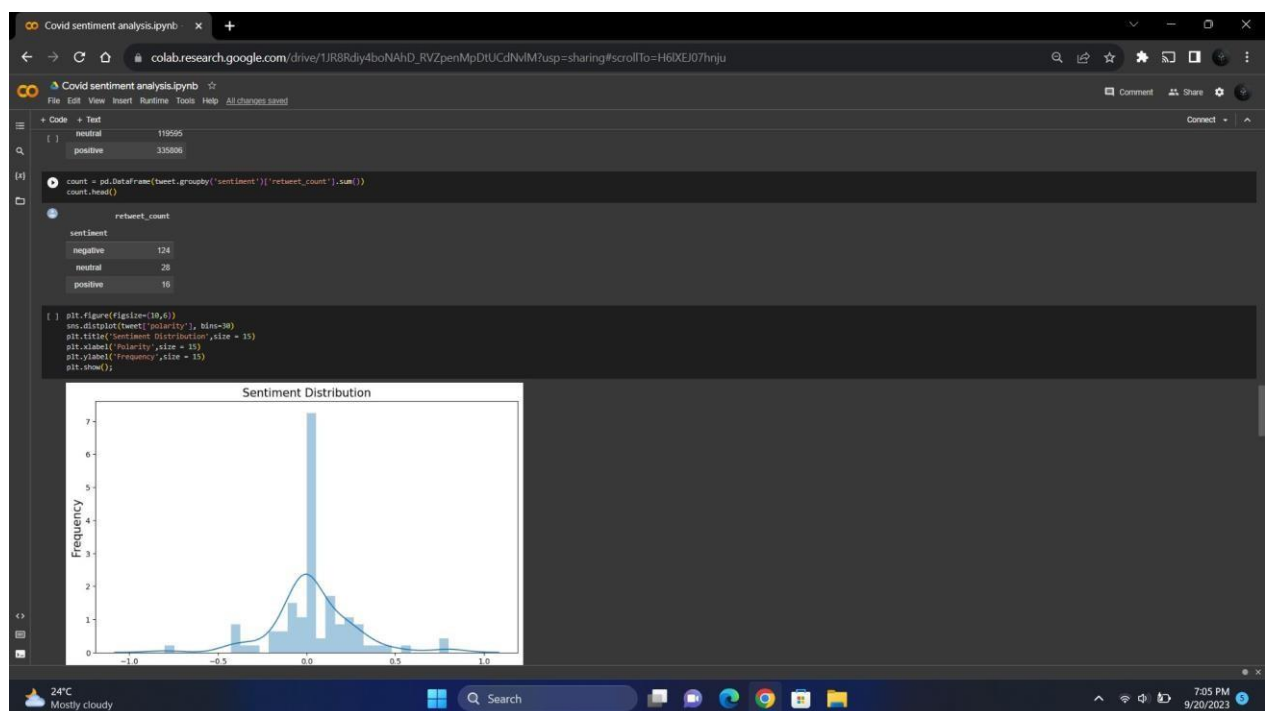 Covid sentiment analysis.ipynb -
colab.research.google.com/drive/1JR8Rdiy4boNAhD_RVZpenMpDtUCdNvlM?usp=sharing#scrollTo=H6lXEJ07hnju
Covid sentiment analysis.ipynb
File Edit View Insert Runtime Tools Help All changes saved
Comment Share
+ Code + Text
Connect
[ ]
neutral 119595
positive 335806
count = pd.DataFrame(tweet.groupby('sentiment')['retweet_count'].sum())
count.head()
retweet_count
sentiment
negative 124
neutral 28
positive 16
[ ] plt.figure(figsize=(10,6))
sns.distplot(tweet['polarity'], bins=30)
plt.title('Sentiment Distribution',size = 15)
plt.xlabel('Polarity',size = 15)
plt.ylabel('Frequency',size = 15)
plt.show();
Sentiment Distribution
Frequency
7
6
5
4
3
2
1
0
−1.0 −0.5 0.0 0.5 1.0
24°C
Mostly cloudy
Search
7:05 PM
9/20/2023
5